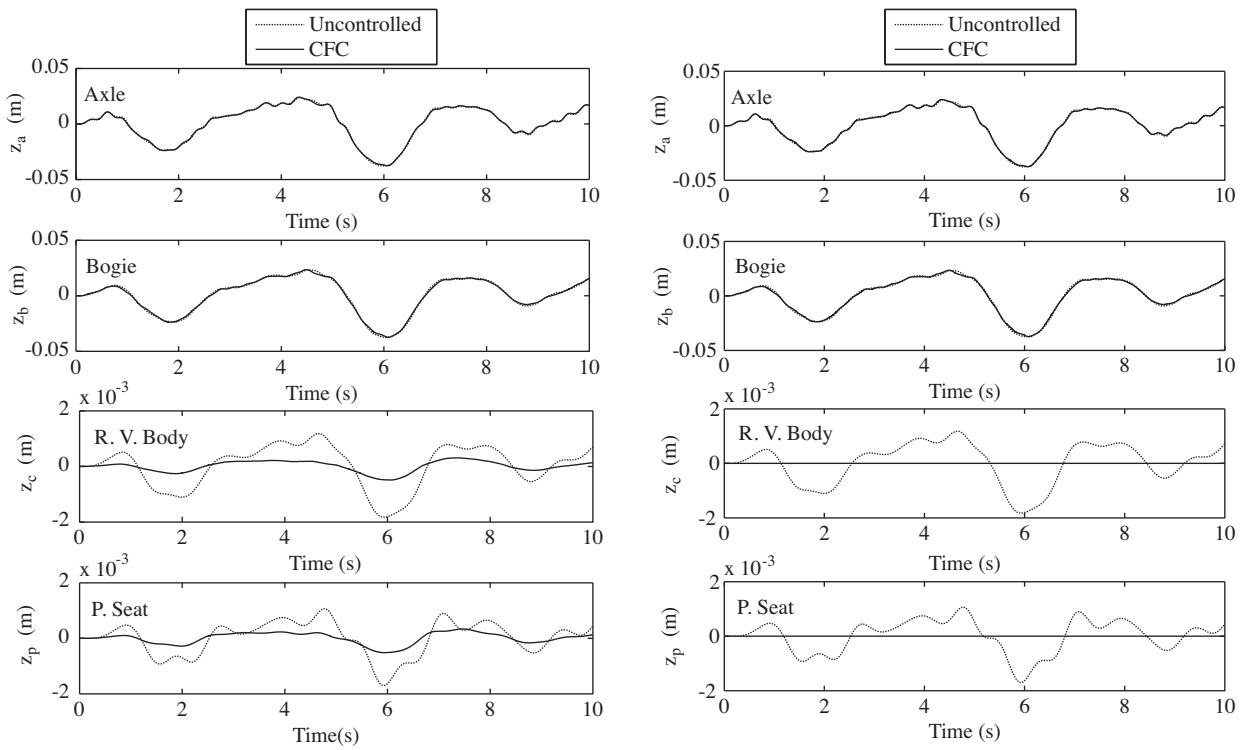 Uncontrolled
CFC
0.05
0
-0.05
Axle
z_a (m)
0 2 4 6 8 10
Time (s)
0.05
0
-0.05
Bogie
z_b (m)
0 2 4 6 8 10
Time (s)
x 10^-3
2
0
-2
R. V. Body
z_c (m)
0 2 4 6 8 10
Time (s)
x 10^-3
2
0
-2
P. Seat
z_p (m)
0 2 4 6 8 10
Time(s)
Uncontrolled
CFC
0.05
0
-0.05
Axle
z_a (m)
0 2 4 6 8 10
Time (s)
0.05
0
-0.05
Bogie
z_b (m)
0 2 4 6 8 10
Time (s)
x 10^-3
2
0
-2
R. V. Body
z_c (m)
0 2 4 6 8 10
Time (s)
x 10^-3
2
0
-2
P. Seat
z_p (m)
0 2 4 6 8 10
Time (s)